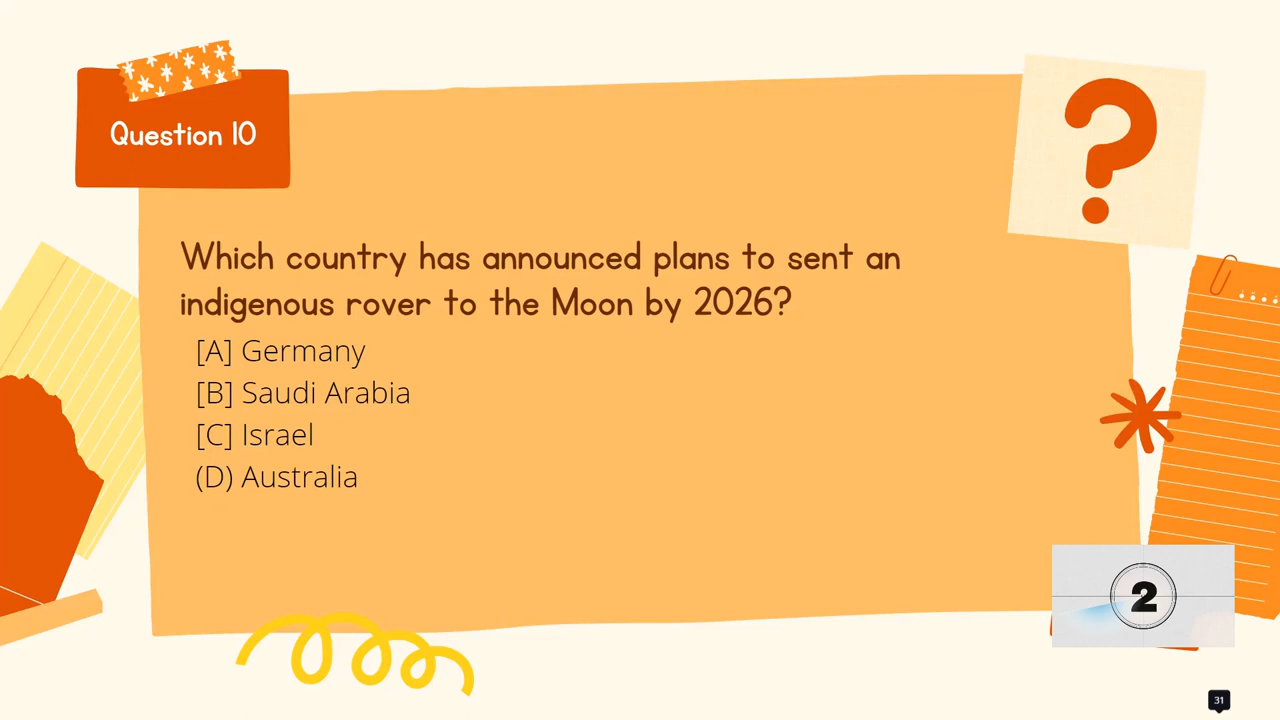 Question 10
?
Which country has announced plans to sent an
indigenous rover to the Moon by 2026?
[A] Germany
[B] Saudi Arabia
[C] Israel
(D) Australia
2
31